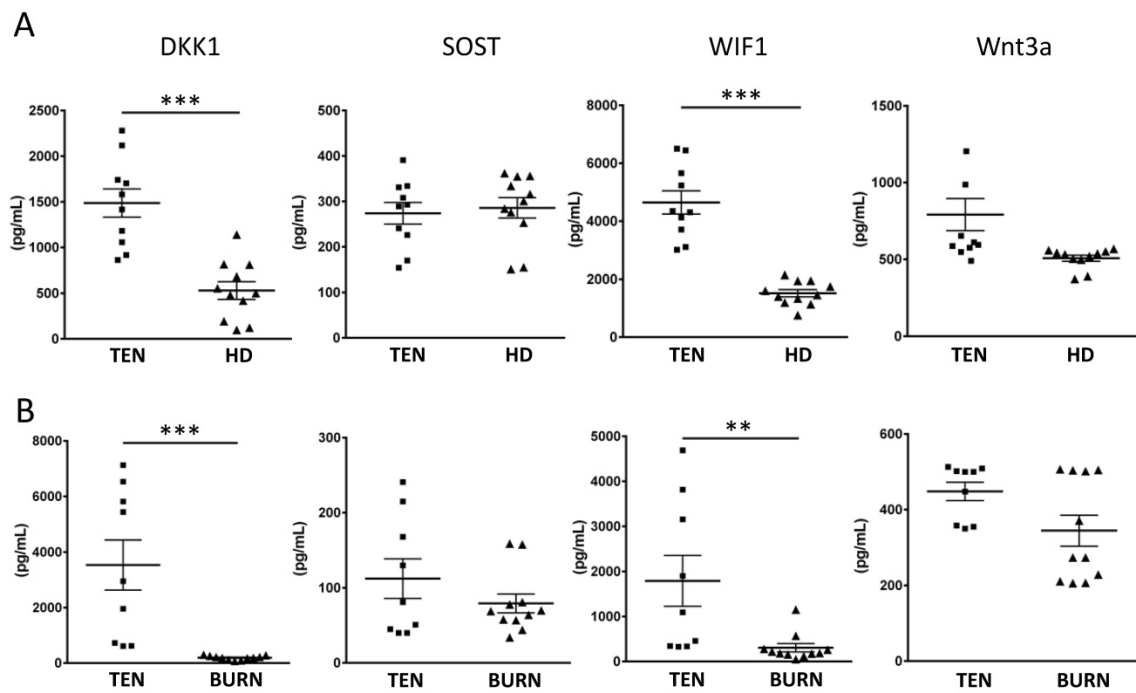 A
DKK1 SOST WIF1 Wnt3a
*** ***
2500 500 8000 1500
2000 400 6000
1500 300 1000
(pg/mL) (pg/mL) (pg/mL) (pg/mL)
1000 200 4000 500
500 100 2000
0 0 0 0
TEN HD TEN HD TEN HD TEN HD
B
*** **
8000 300 5000 600
6000 200 4000 400
(pg/mL) (pg/mL) (pg/mL) (pg/mL)
4000 3000
2000 100 2000 200
1000
0 0 0 0
TEN BURN TEN BURN TEN BURN TEN BURN